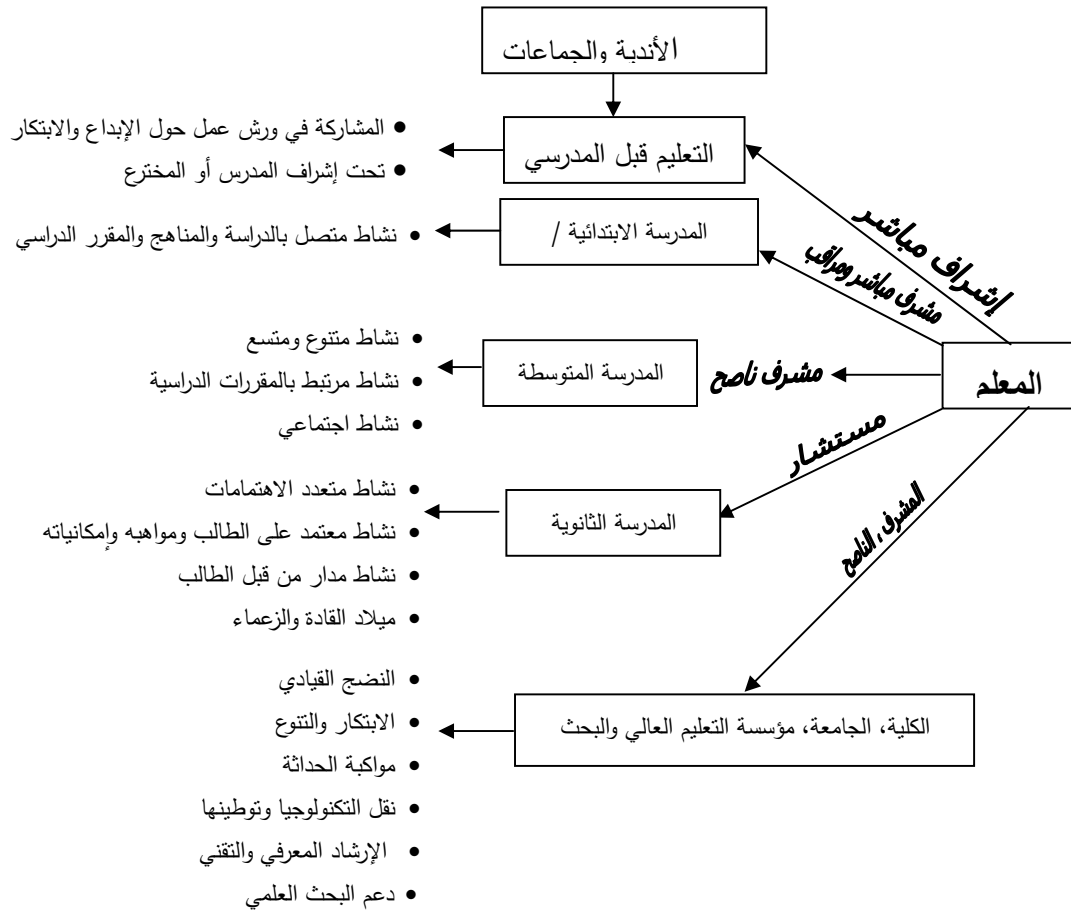 الأندية والجماعات
التعليم قبل المدرسي
• المشاركة في ورش عمل حول الإبداع والابتكار
• تحت إشراف المدرس أو المخترع
إشراف مباشر
المدرسة الابتدائية /
• نشاط متصل بالدراسة والمناهج والمقرر الدراسي
مشرف مباشر ومراقب
المعلم
مشرف ناصح
المدرسة المتوسطة
• نشاط متنوع ومتسع
• نشاط مرتبط بالمقررات الدراسية
• نشاط اجتماعي
مستشار
المدرسة الثانوية
• نشاط متعدد الاهتمامات
• نشاط معتمد على الطالب ومواهبه وإمكانياته
• نشاط مدار من قبل الطالب
• ميلاد القادة والزعماء
المشرف، الناصح
الكلية، الجامعة، مؤسسة التعليم العالي والبحث
• النضج القيادي
• الابتكار والتنوع
• مواكبة الحداثة
• نقل التكنولوجيا وتوطينها
• الإرشاد المعرفي والتقني
• دعم البحث العلمي